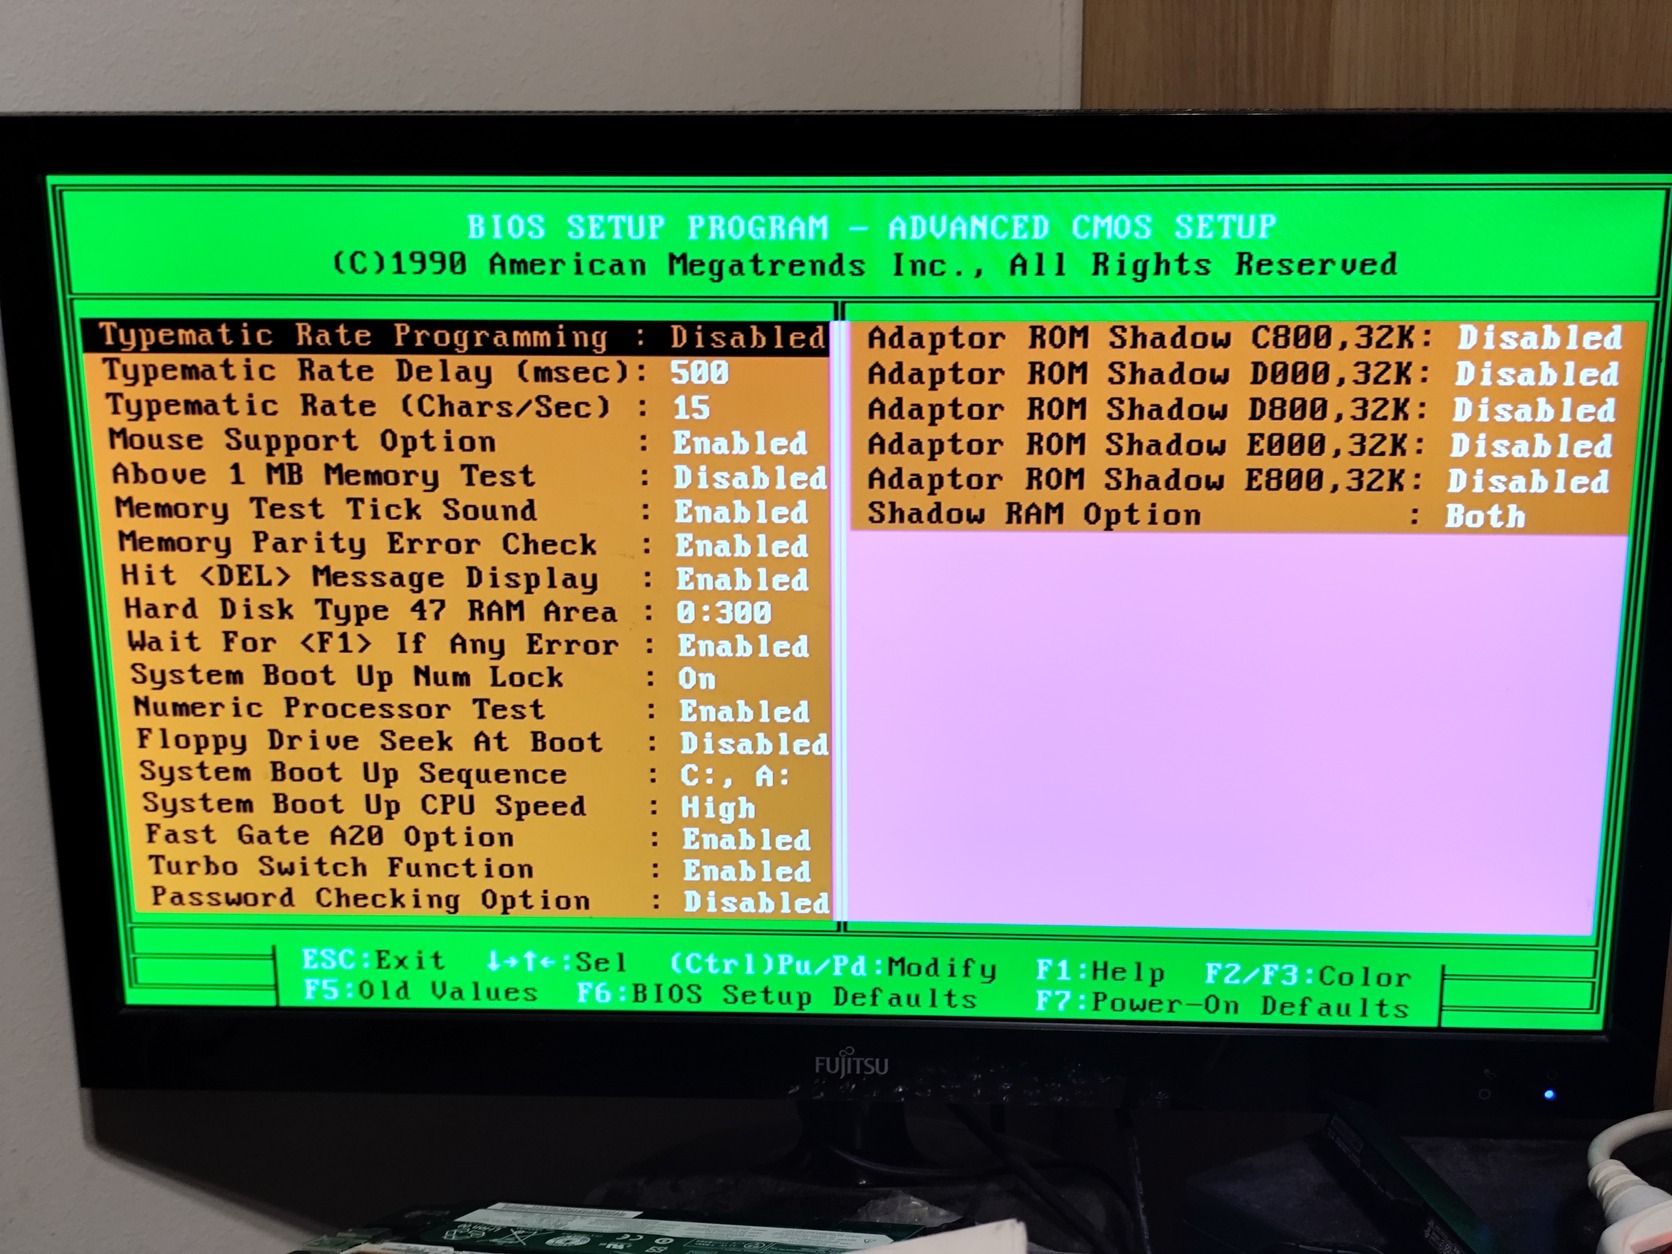 BIOS SETUP PROGRAM - ADVANCED CMOS SETUP
(C)1990 American Megatrends Inc., All Rights Reserved
Typematic Rate Programming : Disabled
Typematic Rate Delay (msec): 500
Typematic Rate (Chars/Sec) : 15
Mouse Support Option : Enabled
Above 1 MB Memory Test : Disabled
Memory Test Tick Sound : Enabled
Memory Parity Error Check : Enabled
Hit <DEL> Message Display : Enabled
Hard Disk Type 47 RAM Area : 0:300
Wait For <F1> If Any Error : Enabled
System Boot Up Num Lock : On
Numeric Processor Test : Enabled
Floppy Drive Seek At Boot : Disabled
System Boot Up Sequence : C:, A:
System Boot Up CPU Speed : High
Fast Gate A20 Option : Enabled
Turbo Switch Function : Enabled
Password Checking Option : Disabled
Adaptor ROM Shadow C800,32K: Disabled
Adaptor ROM Shadow D000,32K: Disabled
Adaptor ROM Shadow D800,32K: Disabled
Adaptor ROM Shadow E000,32K: Disabled
Adaptor ROM Shadow E800,32K: Disabled
Shadow RAM Option : Both
ESC:Exit ↓→↑←:Sel (Ctrl)Pu/Pd:Modify F1:Help F2/F3:Color
F5:Old Values F6:BIOS Setup Defaults F7:Power-On Defaults
FUJITSU